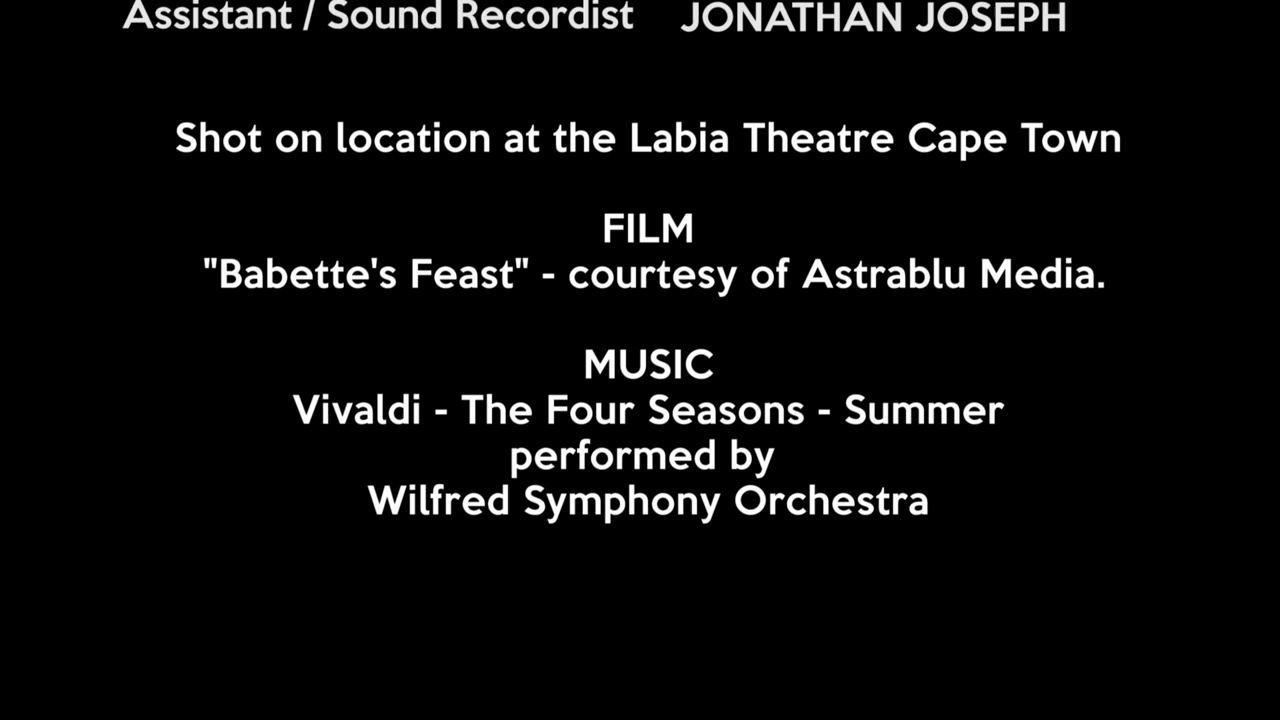 Assistant / Sound Recordist JONATHAN JOSEPH
Shot on location at the Labia Theatre Cape Town
FILM
"Babette's Feast" - courtesy of Astrablu Media.
MUSIC
Vivaldi - The Four Seasons - Summer
performed by
Wilfred Symphony Orchestra